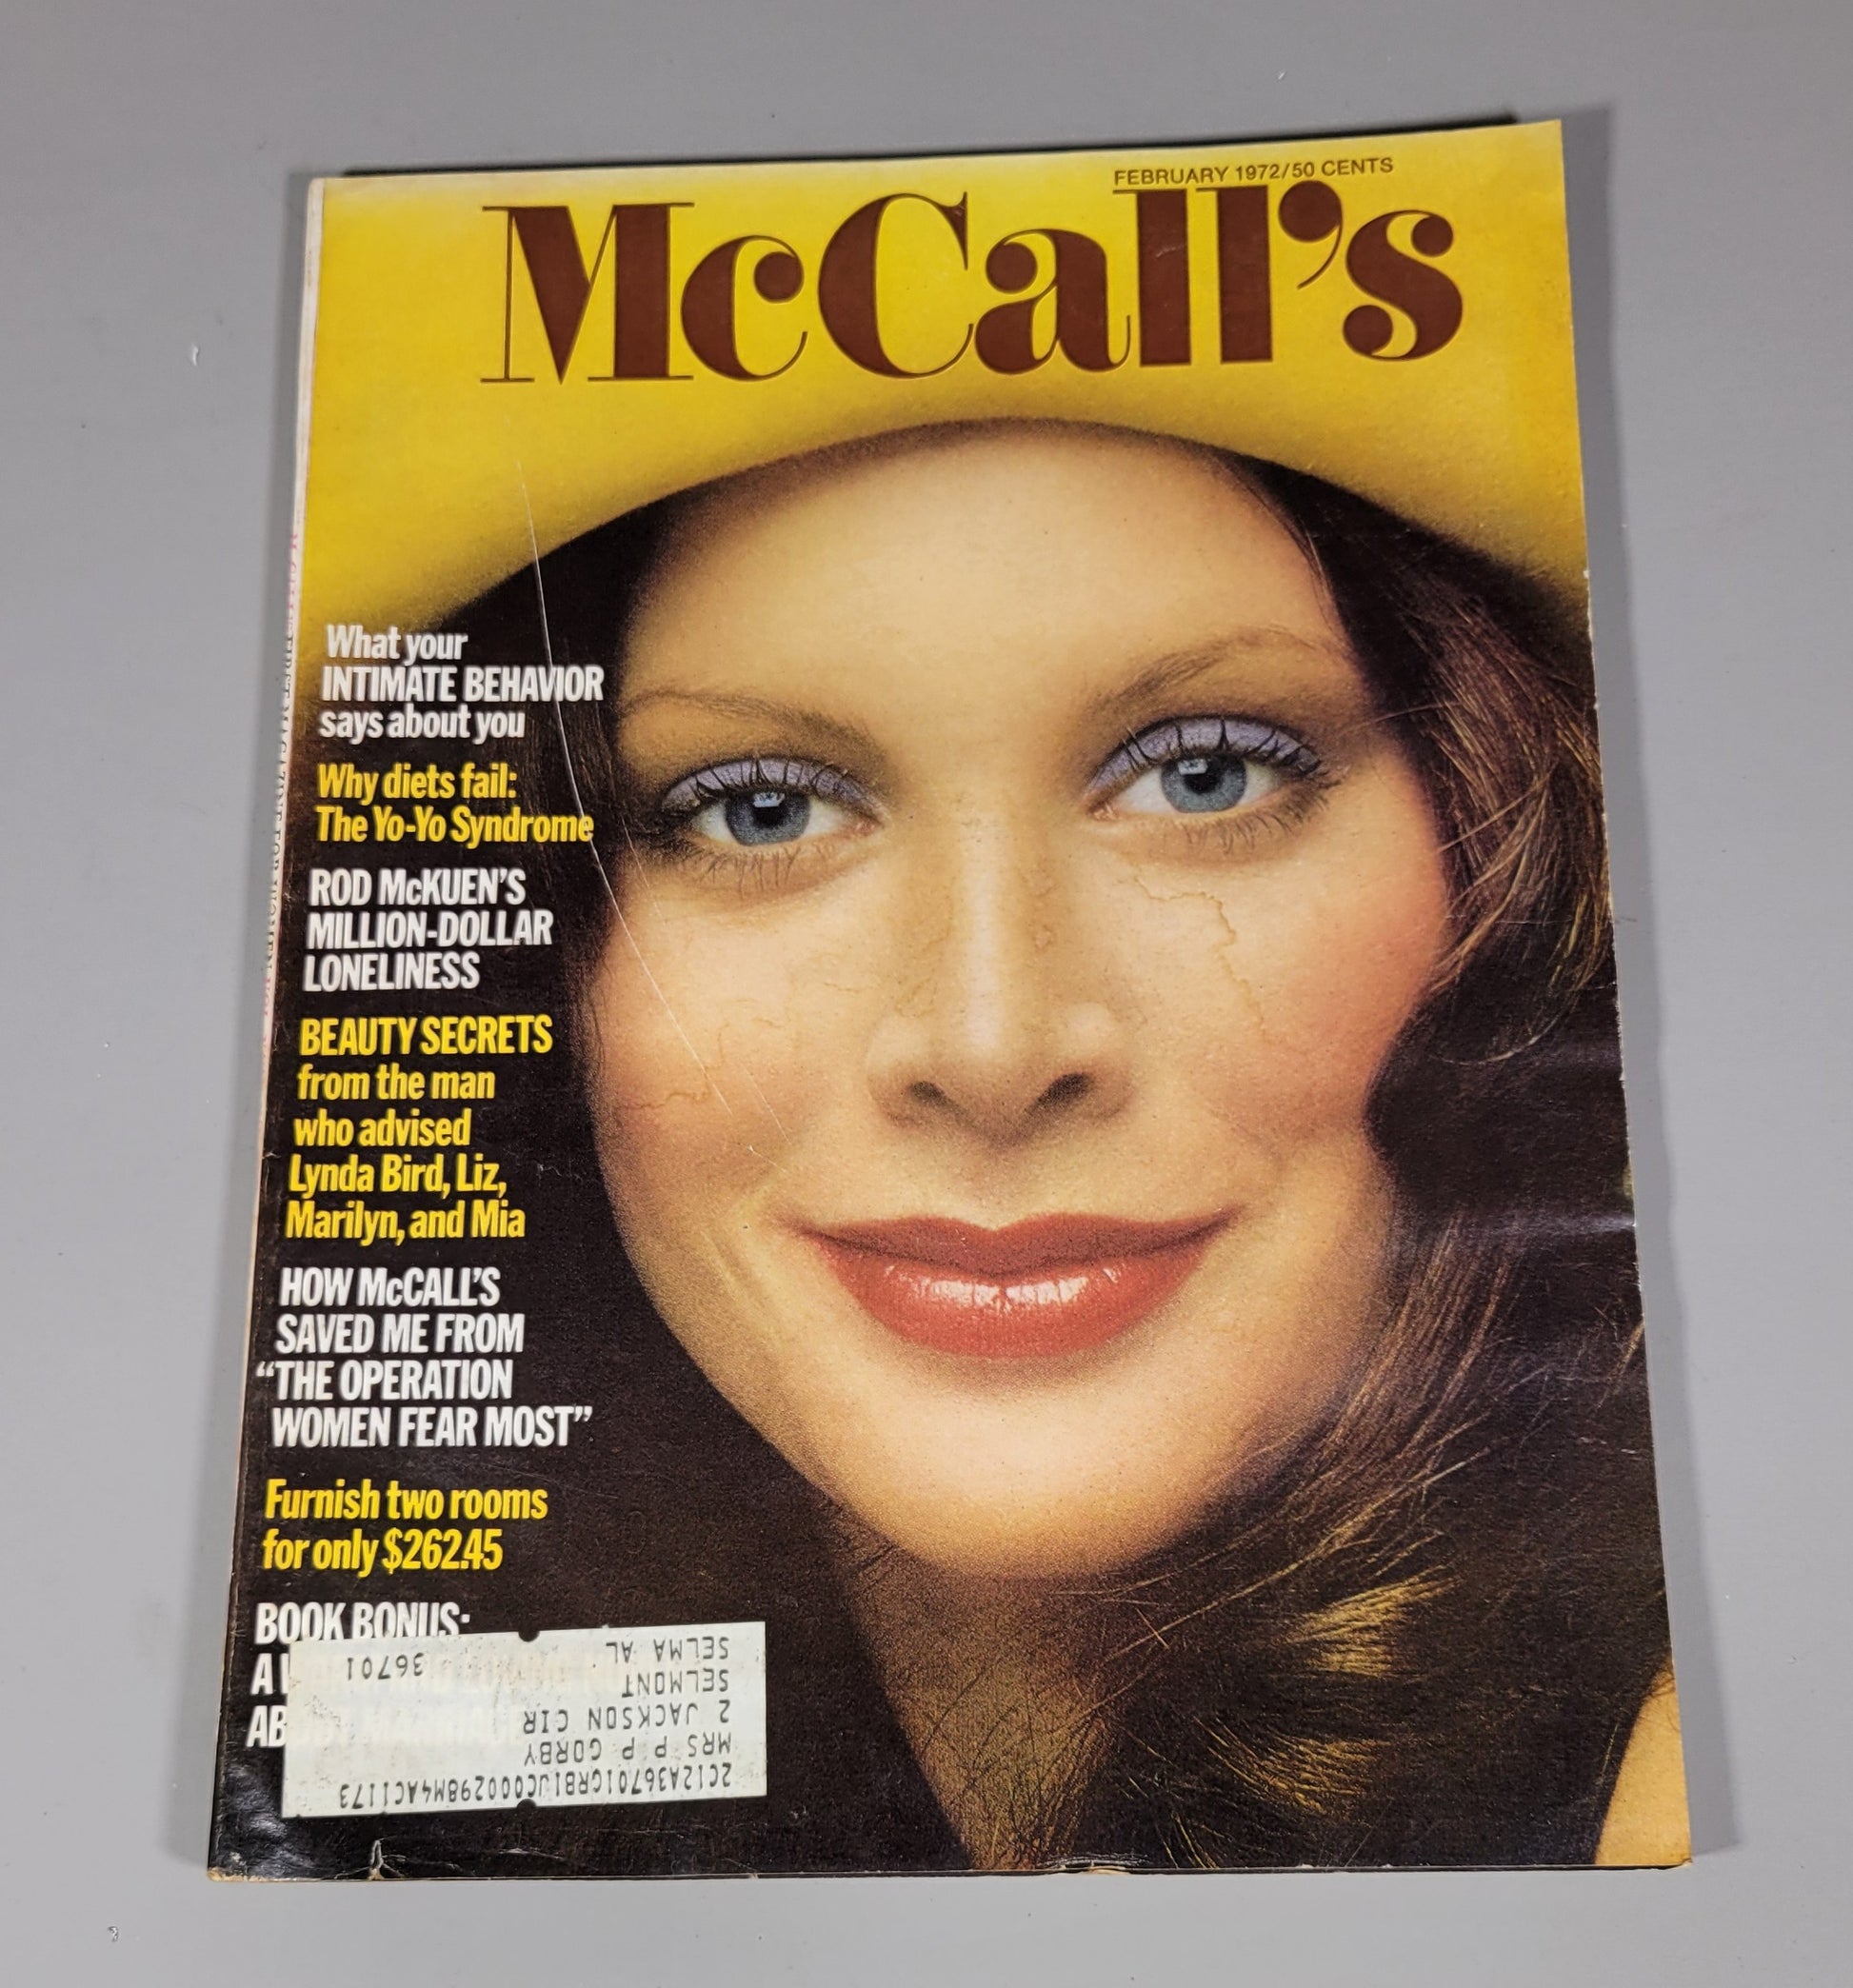 FEBRUARY 1972/50 CENTS
McCall's
What your
INTIMATE BEHAVIOR
says about you
Why diets fail:
The Yo-Yo Syndrome
ROD McKUEN'S
MILLION-DOLLAR
LONELINESS
BEAUTY SECRETS
from the man
who advised
Lynda Bird, Liz,
Marilyn, and Mia
HOW McCALL'S
SAVED ME FROM
“THE OPERATION
WOMEN FEAR MOST”
Furnish two rooms
for only $262.45
BOOK BONUS:
A
2C12A36701GRB1JC000298M4AC1173
MRS P P GORBY
2 JACKSON CIR
SELMONT
SELMA AL 36701